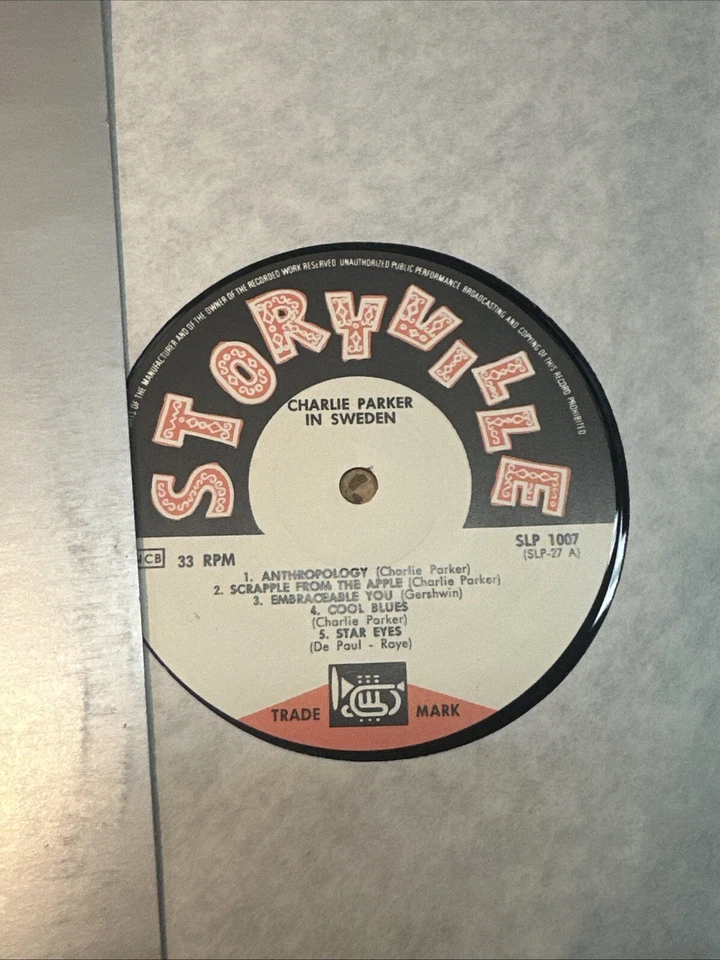 OF THE MANUFACTURER AND OF THE OWNER OF THE RECORDED WORK RESERVED UNAUTHORIZED PUBLIC PERFORMANCE BROADCASTING AND COPYING OF THIS RECORD PROHIBITED
STORYVILLE
CHARLIE PARKER
IN SWEDEN
NCB 33 RPM
SLP 1007
(SLP-27 A)
1. ANTHROPOLOGY (Charlie Parker)
2. SCRAPPLE FROM THE APPLE (Charlie Parker)
3. EMBRACEABLE YOU (Gershwin)
4. COOL BLUES
(Charlie Parker)
5. STAR EYES
(De Paul - Raye)
TRADE MARK